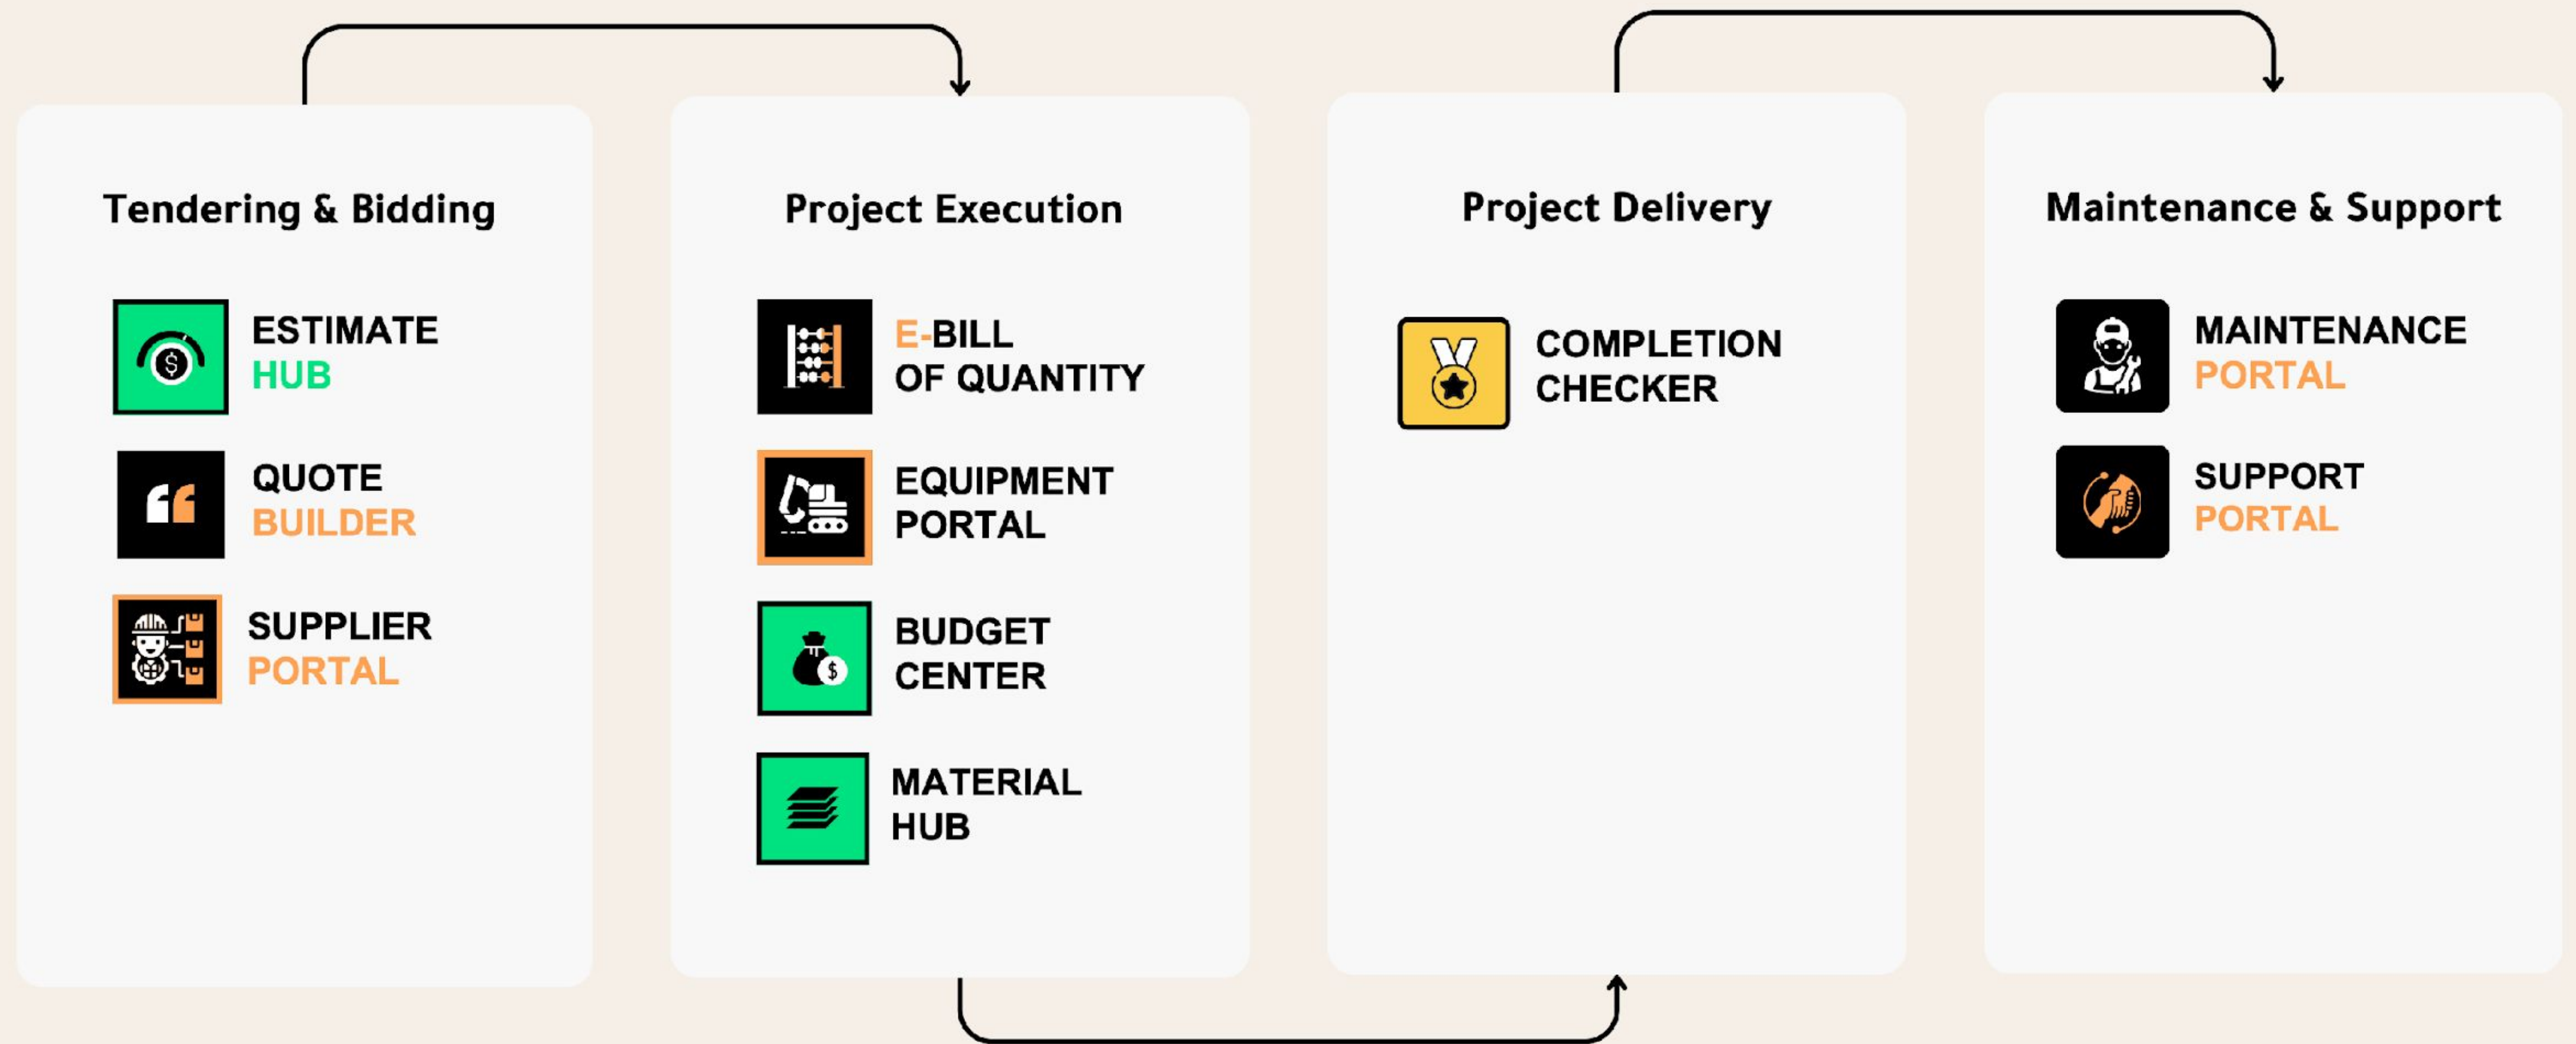 Tendering & Bidding
ESTIMATE
HUB
QUOTE
BUILDER
SUPPLIER
PORTAL
Project Execution
E-BILL
OF QUANTITY
EQUIPMENT
PORTAL
BUDGET
CENTER
$
MATERIAL
HUB
Project Delivery
COMPLETION
CHECKER
Maintenance & Support
MAINTENANCE
PORTAL
SUPPORT
PORTAL